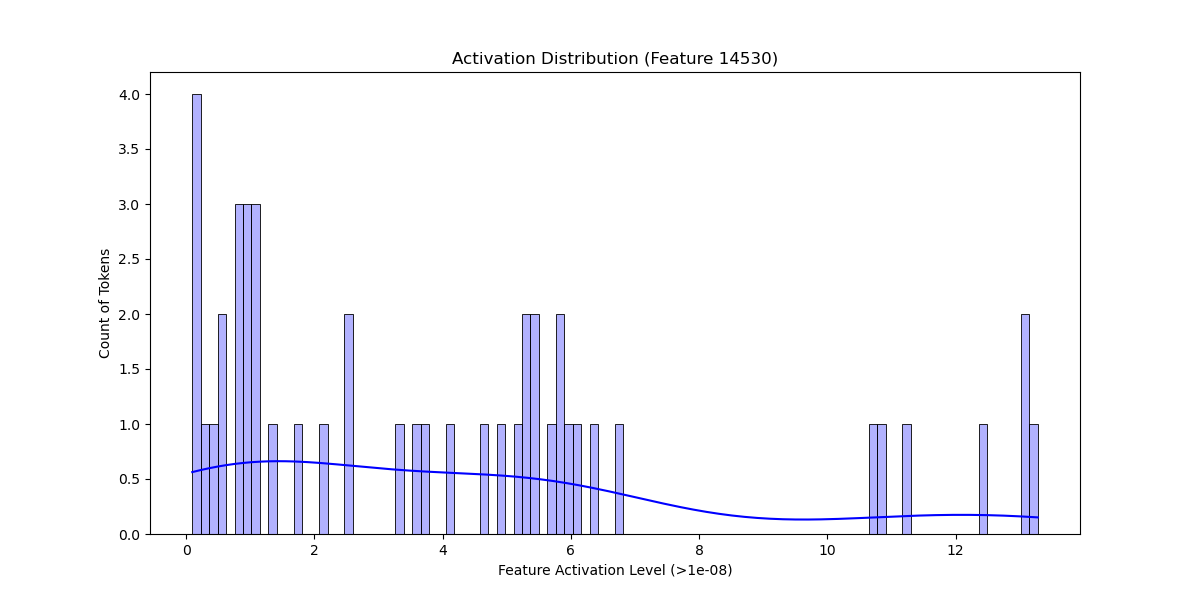 Activation Distribution (Feature 14530)
4.0
3.5
3.0
2.5
2.0
1.5
1.0
0.5
0.0
Count of Tokens
0 2 4 6 8 10 12
Feature Activation Level (>1e-08)